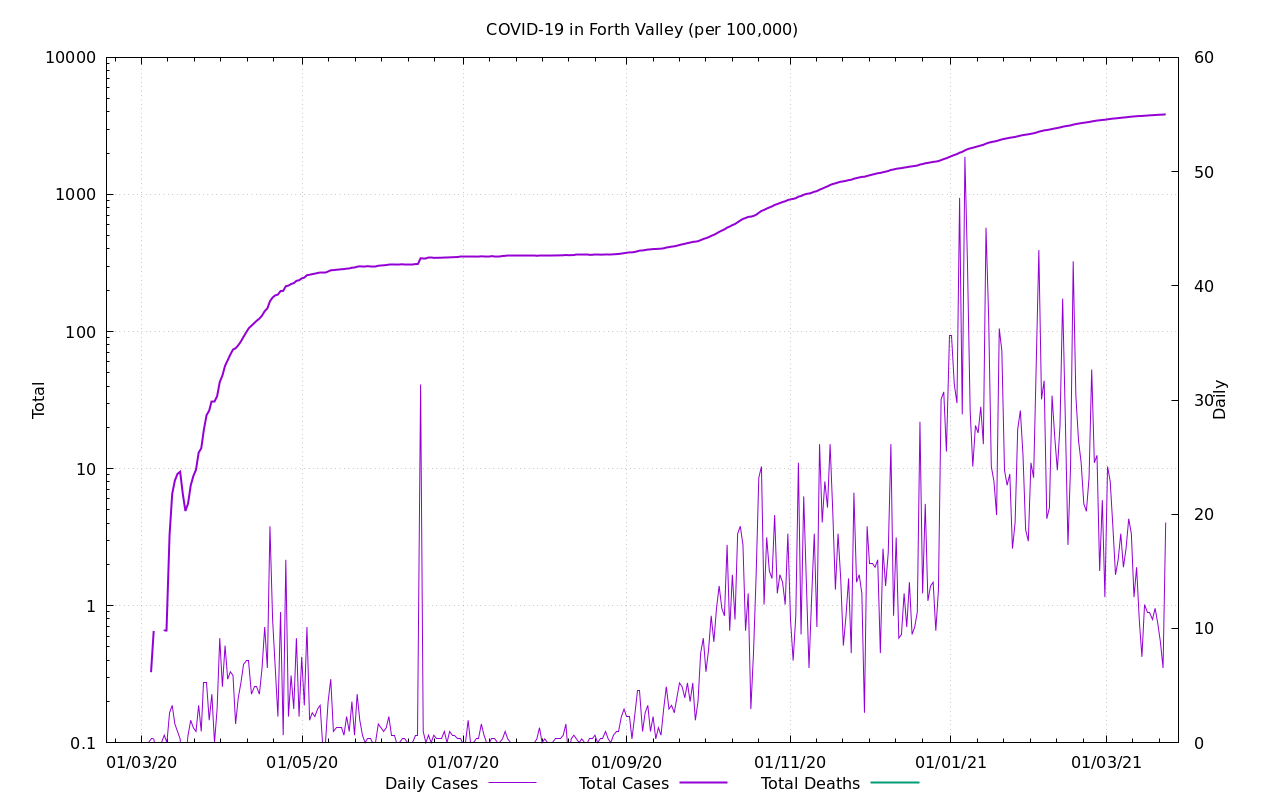 COVID-19 in Forth Valley (per 100,000)
10000
1000
100
10
1
0.1
Total
60
50
40
30
20
10
0
Daily
01/03/20 01/05/20 01/07/20 01/09/20 01/11/20 01/01/21 01/03/21
Daily Cases Total Cases Total Deaths